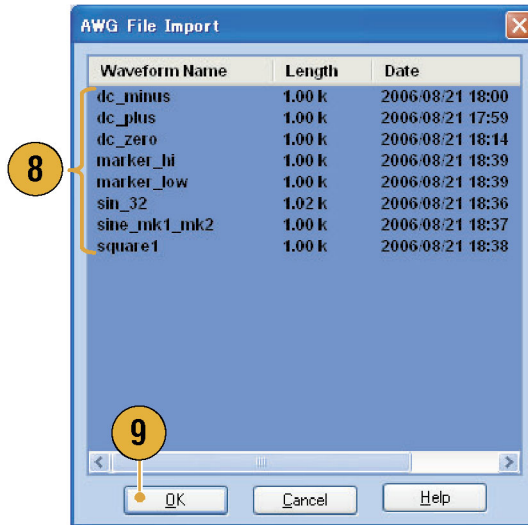 AWG File Import
Waveform Name Length Date
dc_minus 1.00 k 2006/08/21 18:00
dc_plus 1.00 k 2006/08/21 17:59
dc_zero 1.00 k 2006/08/21 18:14
marker_hi 1.00 k 2006/08/21 18:39
marker_low 1.00 k 2006/08/21 18:39
sin_32 1.02 k 2006/08/21 18:36
sine_mk1_mk2 1.00 k 2006/08/21 18:37
square1 1.00 k 2006/08/21 18:38
8
9
OK Cancel Help